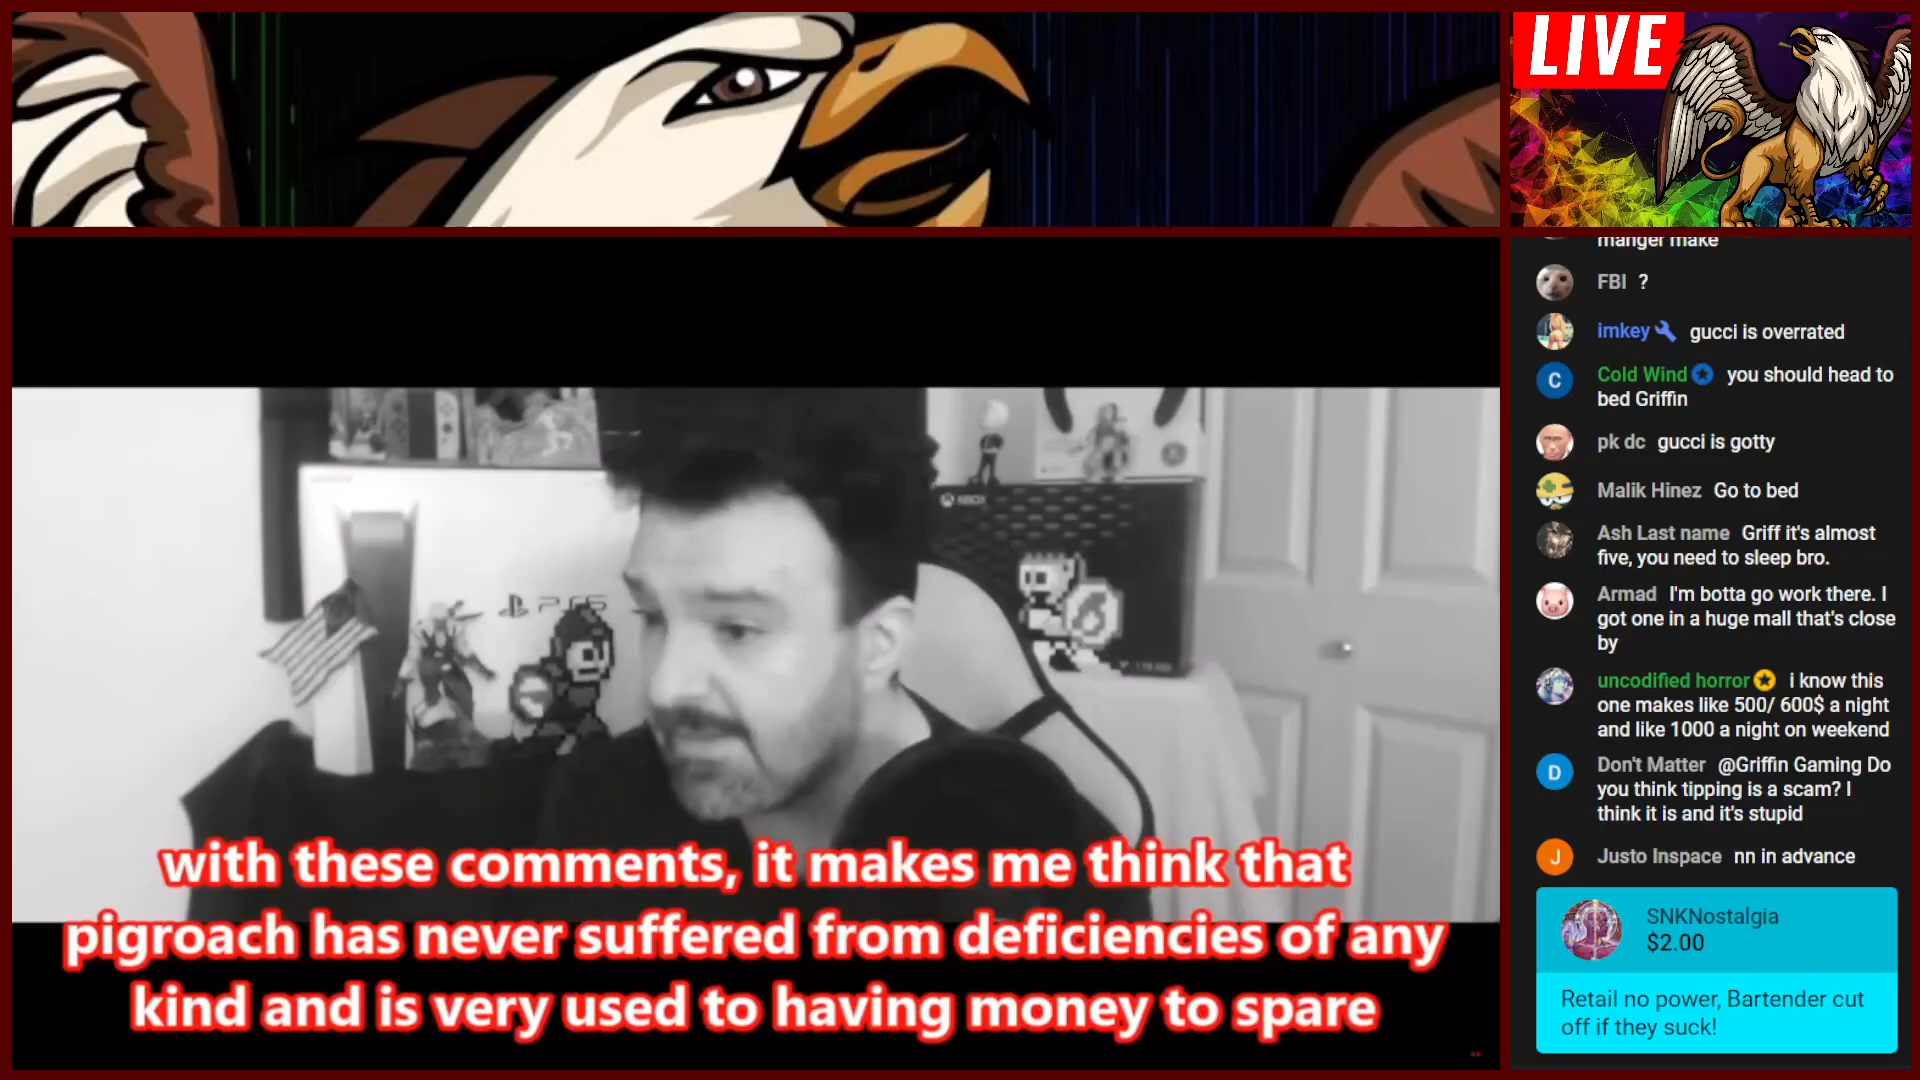 LIVE
manger make
FBI ?
imkey gucci is overrated
Cold Wind you should head to
bed Griffin
pk dc gucci is gotty
Malik Hinez Go to bed
Ash Last name Griff it's almost
five, you need to sleep bro.
Armad I'm botta go work there. I
got one in a huge mall that's close
by
uncodified horror i know this
one makes like 500/ 600$ a night
and like 1000 a night on weekend
Don't Matter @Griffin Gaming Do
you think tipping is a scam? I
think it is and it's stupid
Justo Inspace nn in advance
SNKNostalgia
$2.00
Retail no power, Bartender cut
off if they suck!
XBOX
PS5
C
D
J
with these comments, it makes me think that
pigroach has never suffered from deficiencies of any
kind and is very used to having money to spare